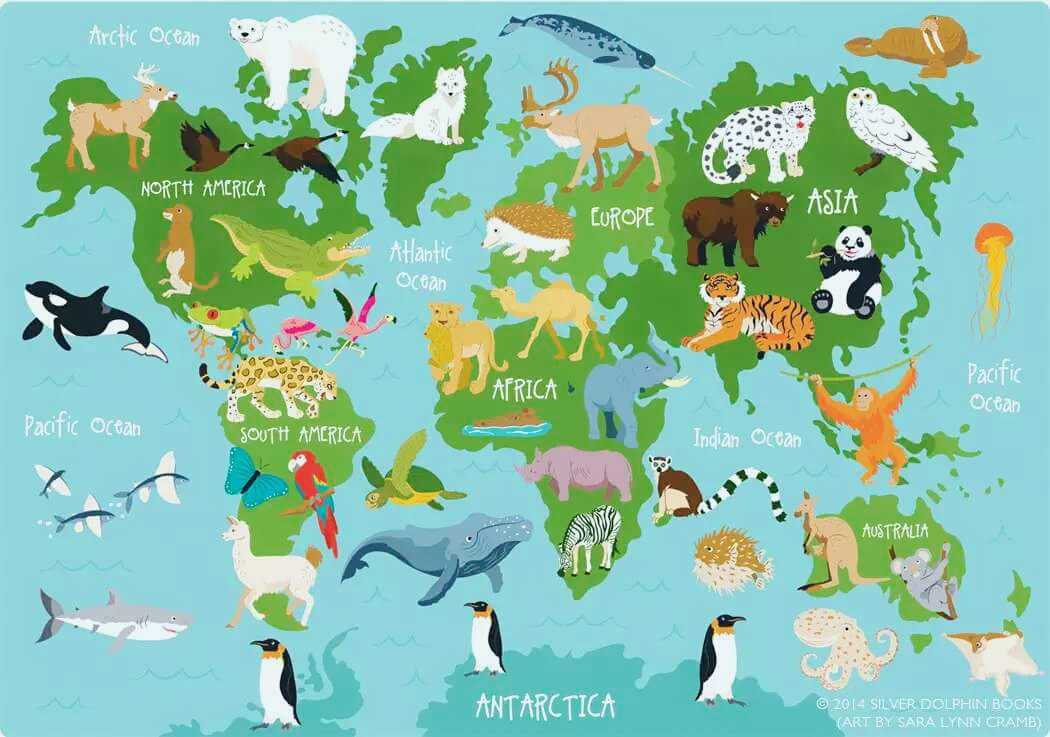 Arctic Ocean
NORTH AMERICA
EUROPE
ASIA
Atlantic
Ocean
AFRICA
Pacific
Ocean
Pacific Ocean
SOUTH AMERICA
Indian Ocean
AUSTRALIA
ANTARCTICA
© 2014 SILVER DOLPHIN BOOKS
(ART BY SARA LYNN CRAMB)